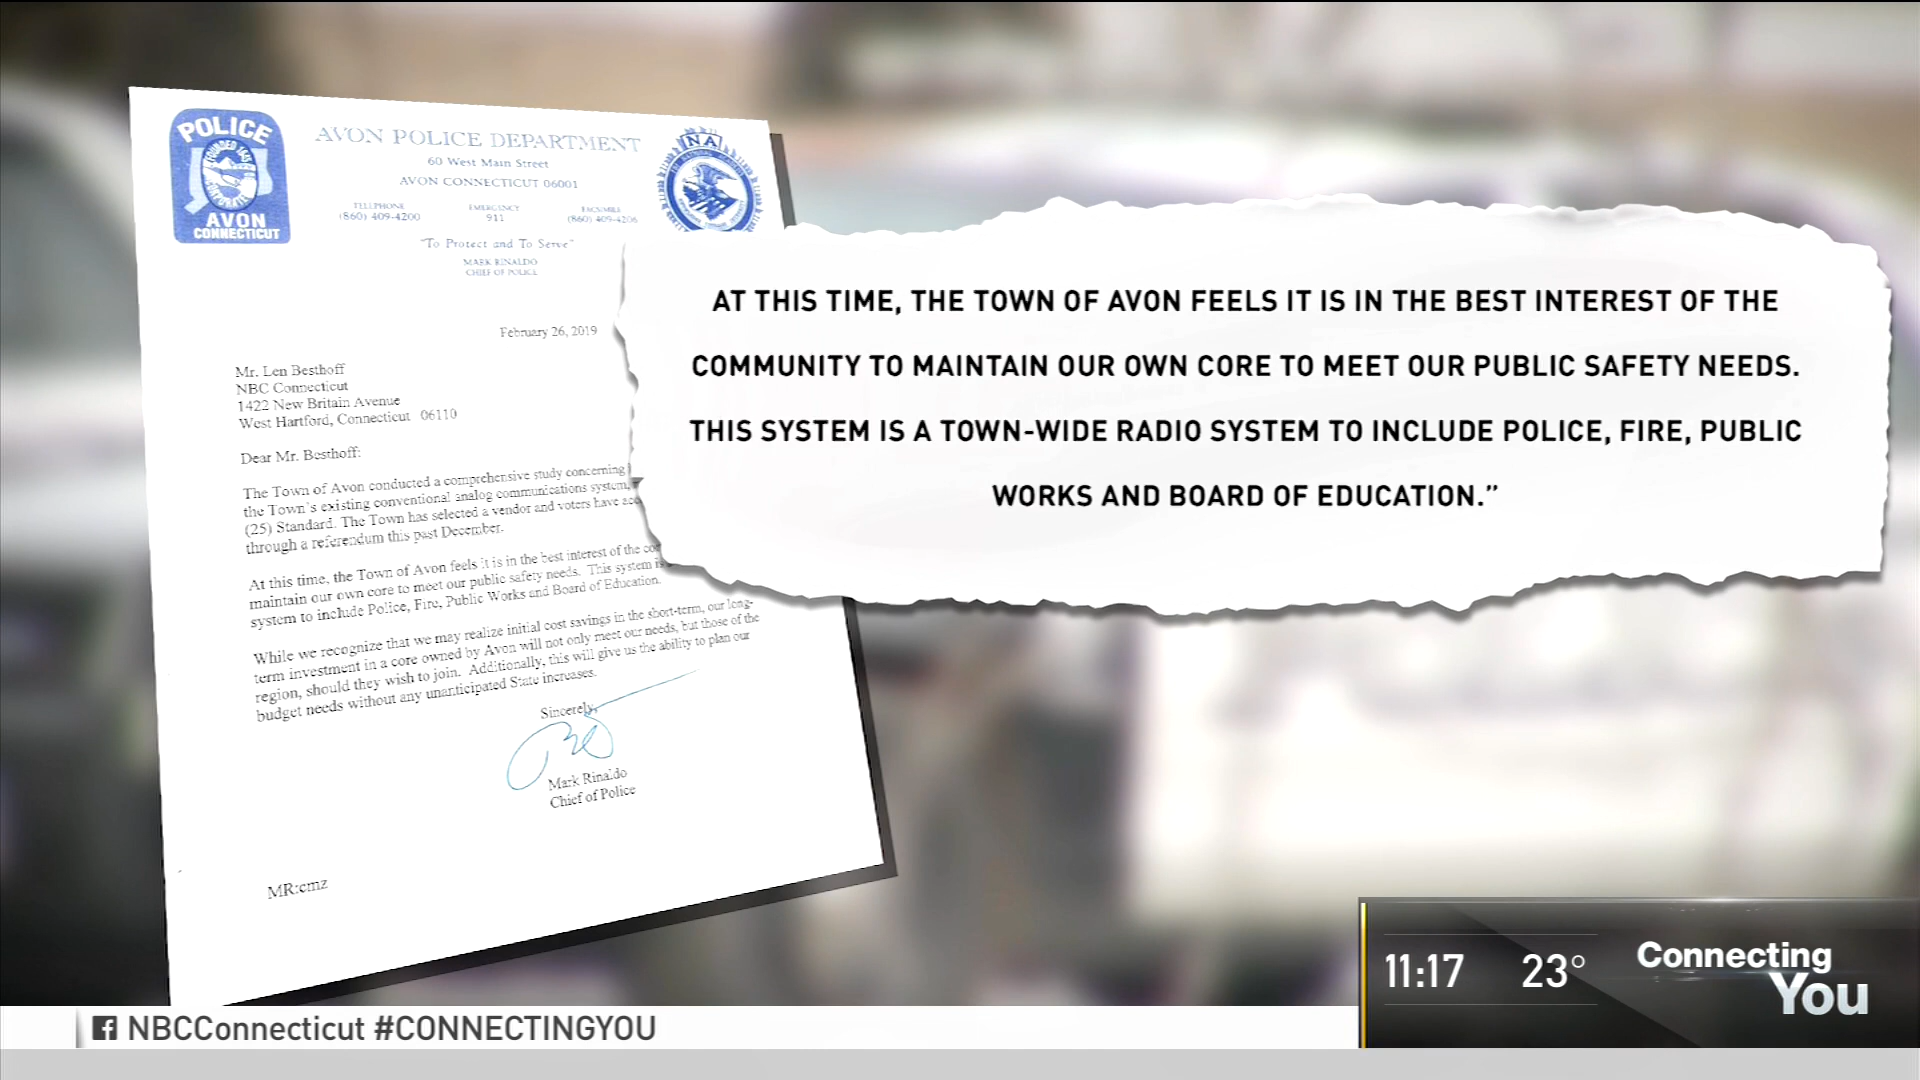 POLICE
FOUNDED 1645
AVON
CONNECTICUT
AVON POLICE DEPARTMENT
60 West Main Street
AVON CONNECTICUT 06001
TELEPHONE
(860) 409-4200
EMERGENCY
911
FACSIMILE
(860) 409-4206
"To Protect and To Serve"
MARK RINALDO
CHIEF OF POLICE
NA
February 26, 2019
Mr. Len Besthoff
NBC Connecticut
1422 New Britain Avenue
West Hartford, Connecticut 06110
Dear Mr. Besthoff:
The Town of Avon conducted a comprehensive study concerning
the Town's existing conventional analog communications system,
(25) Standard. The Town has selected a vendor and voters have
through a referendum this past December.
At this time, the Town of Avon feels it is in the best interest of the
maintain our own core to meet our public safety needs. This system is
system to include Police, Fire, Public Works and Board of Education.
While we recognize that we may realize initial cost savings in the short-term, our long-
term investment in a core owned by Avon will not only meet our needs, but those of the
region, should they wish to join. Additionally, this will give us the ability to plan our
budget needs without any unanticipated State increases.
Sincerely,
Mark Rinaldo
Chief of Police
MR:cmz
AT THIS TIME, THE TOWN OF AVON FEELS IT IS IN THE BEST INTEREST OF THE
COMMUNITY TO MAINTAIN OUR OWN CORE TO MEET OUR PUBLIC SAFETY NEEDS.
THIS SYSTEM IS A TOWN-WIDE RADIO SYSTEM TO INCLUDE POLICE, FIRE, PUBLIC
WORKS AND BOARD OF EDUCATION.”
11:17 23°
Connecting
You
NBCConnecticut #CONNECTINGYOU